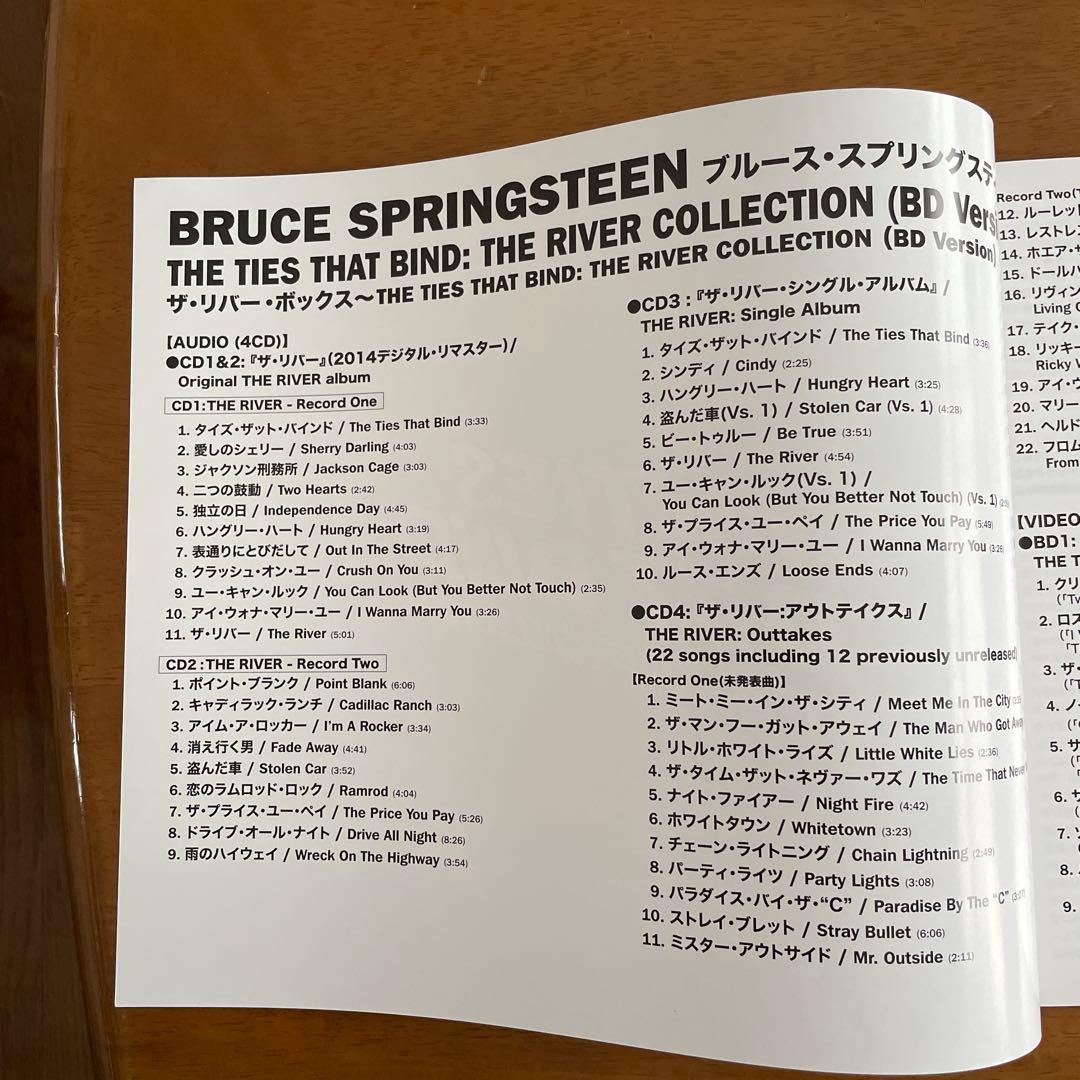 BRUCE SPRINGSTEEN ブルース・スプリングステ
THE TIES THAT BIND: THE RIVER COLLECTION (BD Vers
ザ・リバー・ボックス～THE TIES THAT BIND: THE RIVER COLLECTION (BD Version)
【AUDIO (4CD)】
●CD1&2:『ザ・リバー』(2014デジタル・リマスター)/
Original THE RIVER album
CD1:THE RIVER - Record One
1. タイズ・ザット・バインド / The Ties That Bind (3:33)
2. 愛しのシェリー / Sherry Darling (4:03)
3. ジャクソン刑務所 / Jackson Cage (3:03)
4. 二つの鼓動 / Two Hearts (2:42)
5. 独立の日 / Independence Day (4:45)
6. ハングリー・ハート / Hungry Heart (3:19)
7. 表通りにとびだして / Out In The Street (4:17)
8. クラッシュ・オン・ユー / Crush On You (3:11)
9. ユー・キャン・ルック / You Can Look (But You Better Not Touch) (2:35)
10. アイ・ウォナ・マリー・ユー / I Wanna Marry You (3:26)
11. ザ・リバー / The River (5:01)
CD2:THE RIVER - Record Two
1. ポイント・ブランク / Point Blank (6:06)
2. キャディラック・ランチ / Cadillac Ranch (3:03)
3. アイム・ア・ロッカー / I'm A Rocker (3:34)
4. 消え行く男 / Fade Away (4:41)
5. 盗んだ車 / Stolen Car (3:52)
6. 恋のラムロッド・ロック / Ramrod (4:04)
7. ザ・プライス・ユー・ペイ / The Price You Pay (5:26)
8. ドライブ・オール・ナイト / Drive All Night (8:26)
9. 雨のハイウェイ / Wreck On The Highway (3:54)
●CD3:『ザ・リバー・シングル・アルバム』/
THE RIVER: Single Album
1. タイズ・ザット・バインド / The Ties That Bind (3:36)
2. シンディ / Cindy (2:25)
3. ハングリー・ハート / Hungry Heart (3:25)
4. 盗んだ車(Vs. 1) / Stolen Car (Vs. 1) (4:28)
5. ビー・トゥルー / Be True (3:51)
6. ザ・リバー / The River (4:54)
7. ユー・キャン・ルック(Vs. 1) /
You Can Look (But You Better Not Touch) (Vs. 1)
8. ザ・プライス・ユー・ペイ / The Price You Pay (5:49)
9. アイ・ウォナ・マリー・ユー / I Wanna Marry You (3:26)
10. ルース・エンズ / Loose Ends (4:07)
●CD4:『ザ・リバー:アウトテイクス』/
THE RIVER: Outtakes
(22 songs including 12 previously unreleased)
【Record One(未発表曲)】
1. ミート・ミー・イン・ザ・シティ / Meet Me In The City
2. ザ・マン・フー・ガット・アウェイ / The Man Who Got Away
3. リトル・ホワイト・ライズ / Little White Lies (2:36)
4. ザ・タイム・ザット・ネヴァー・ワズ / The Time That Never
5. ナイト・ファイアー / Night Fire (4:42)
6. ホワイトタウン / Whitetown (3:23)
7. チェーン・ライトニング / Chain Lightning (2:49)
8. パーティ・ライツ / Party Lights (3:08)
9. パラダイス・バイ・ザ・“C” / Paradise By The “C”
10. ストレイ・ブレット / Stray Bullet (6:06)
11. ミスター・アウトサイド / Mr. Outside (2:11)
Record Two(
12. ルーレッ
13. レストレス
14. ホエア・
15. ドールハ
16. リヴィン
Living
17. テイク・
18. リッキー
Ricky
19. アイ・
20. マリー
21. ヘルド
22. フロム
From
【VIDEO
●BD1:
THE T
1. クリ
2. ロス
3. ザ・
4. ノー
5. サ
6. ザ
7.
8.
9.